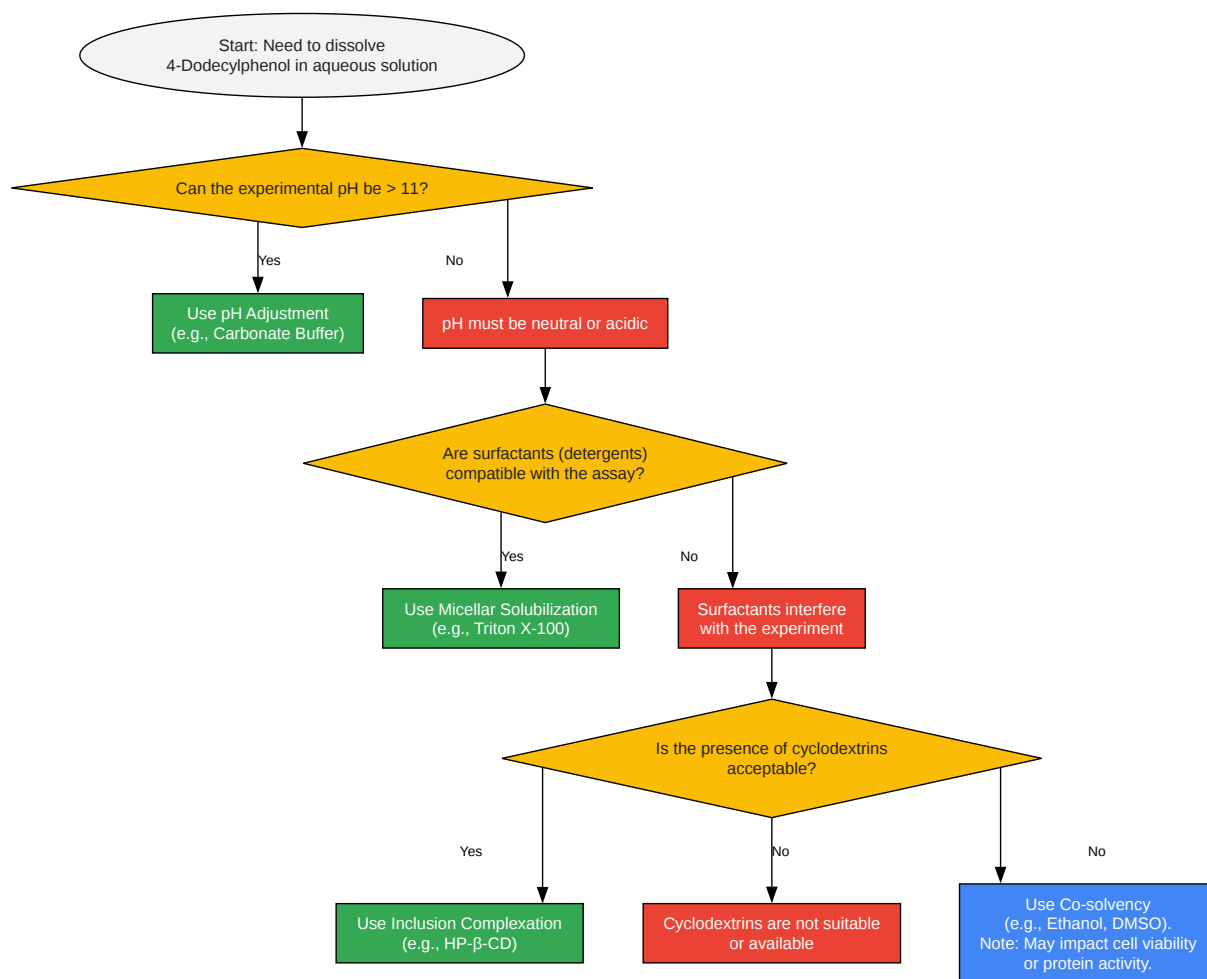 Start: Need to dissolve
4-Dodecylphenol in aqueous solution
Can the experimental pH be > 11?
Yes
No
Use pH Adjustment
(e.g., Carbonate Buffer)
pH must be neutral or acidic
Are surfactants (detergents)
compatible with the assay?
Yes
No
Use Micellar Solubilization
(e.g., Triton X-100)
Surfactants interfere
with the experiment
Is the presence of cyclodextrins
acceptable?
Yes
No
No
Use Inclusion Complexation
(e.g., HP-β-CD)
Cyclodextrins are not suitable
or available
Use Co-solvency
(e.g., Ethanol, DMSO).
Note: May impact cell viability
or protein activity.